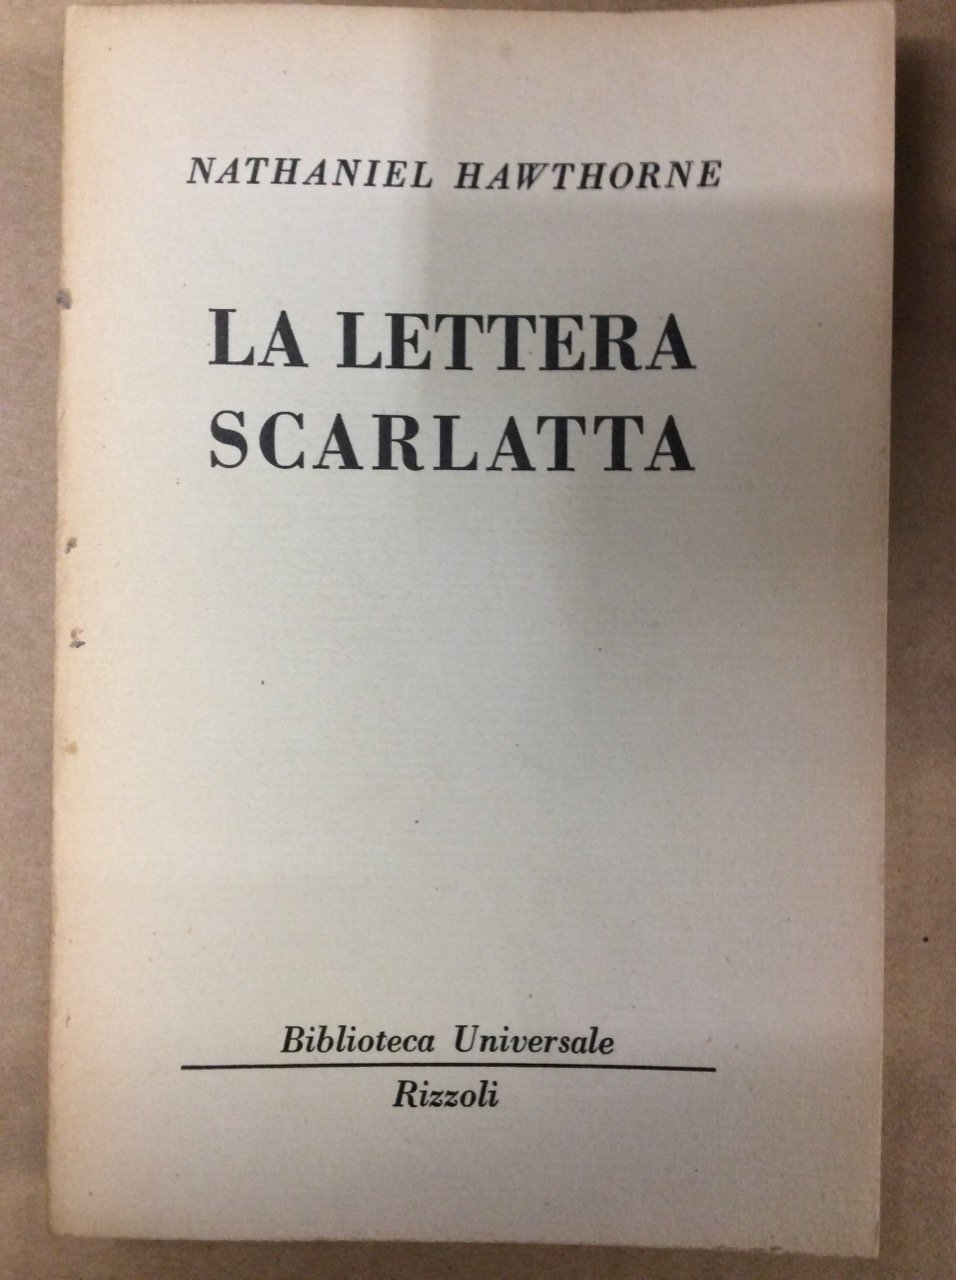 NATHANIEL HAWTHORNE
LA LETTERA
SCARLATTA
Biblioteca Universale
Rizzoli